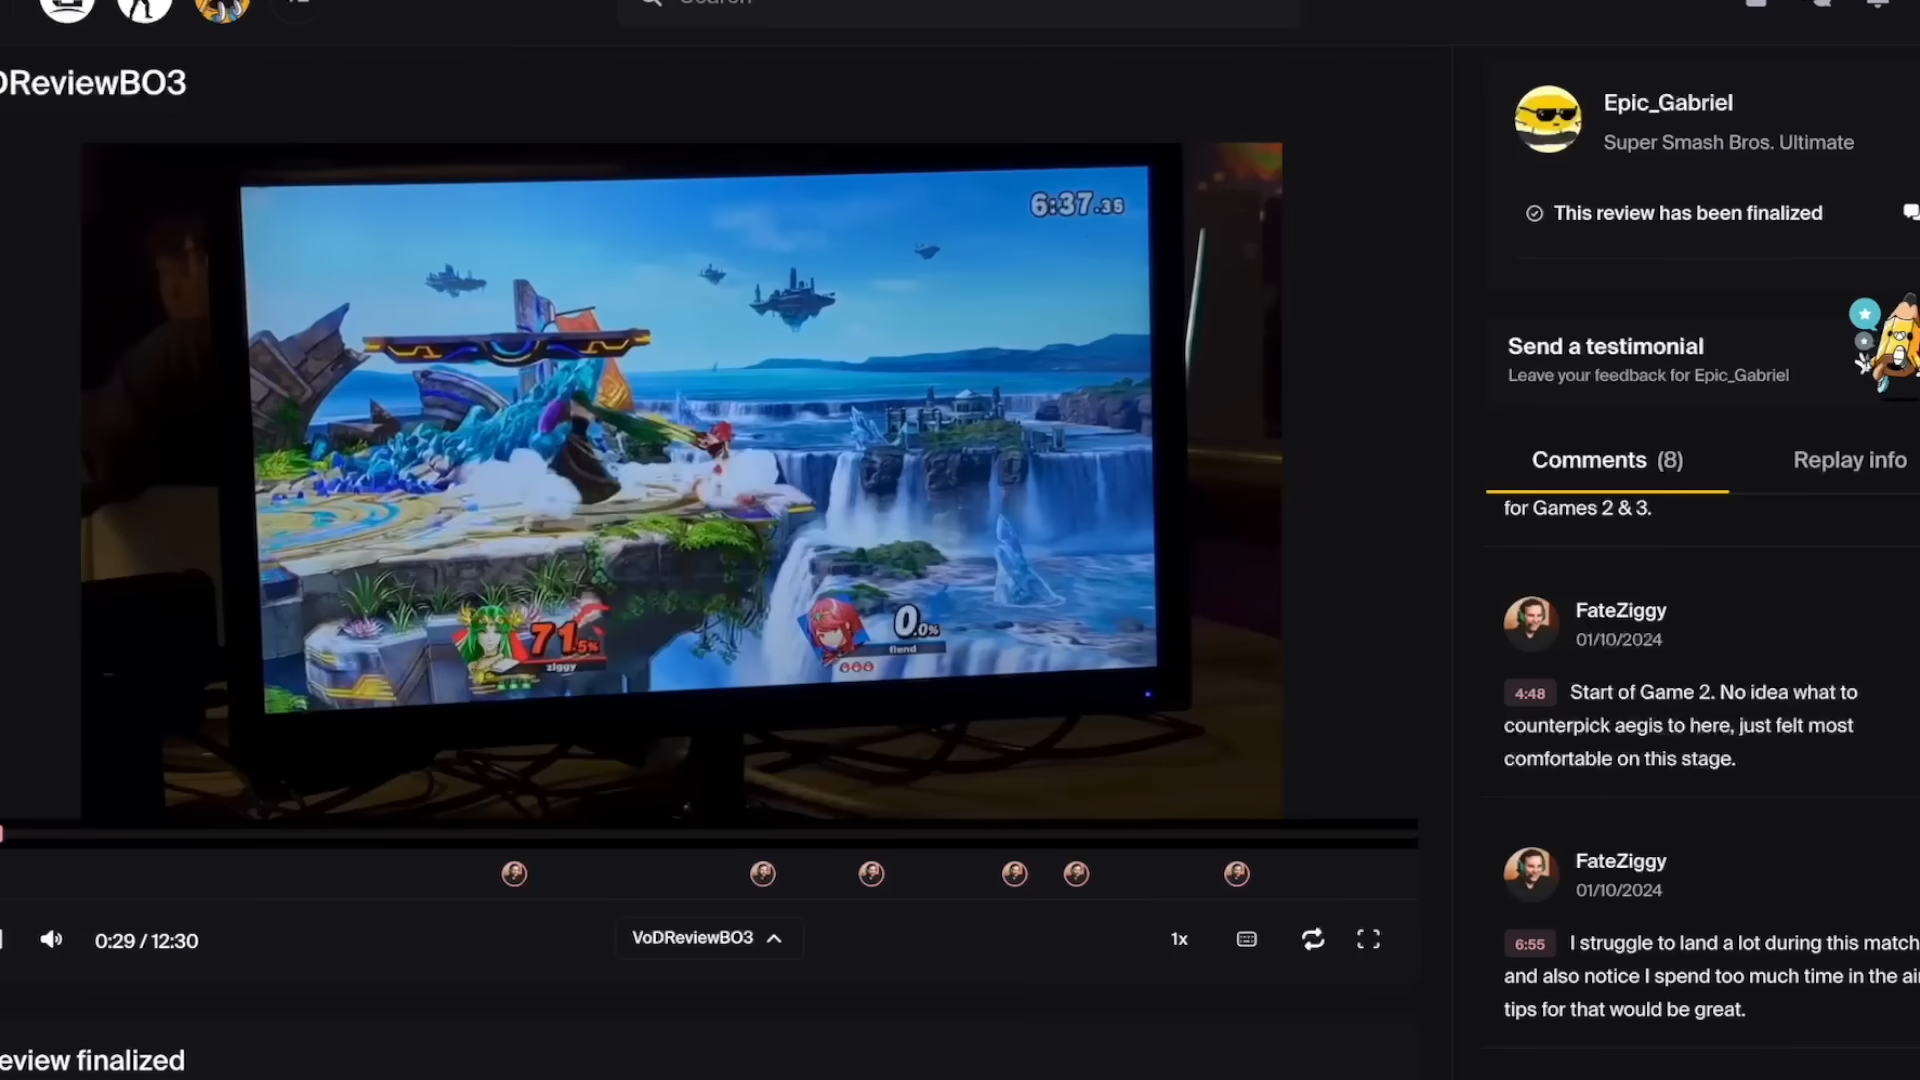 DReviewBO3
Epic_Gabriel
Super Smash Bros. Ultimate
This review has been finalized
6:37.35
Send a testimonial
Leave your feedback for Epic_Gabriel
Comments (8)
Replay info
for Games 2 & 3.
FateZiggy
01/10/2024
4:48 Start of Game 2. No idea what to
counterpick aegis to here, just felt most
comfortable on this stage.
71.5%
ziggy
0.0%
fiend
FateZiggy
01/10/2024
6:55 I struggle to land a lot during this match
and also notice I spend too much time in the air
tips for that would be great.
0:29 / 12:30
VoDReviewBO3
1x
eview finalized